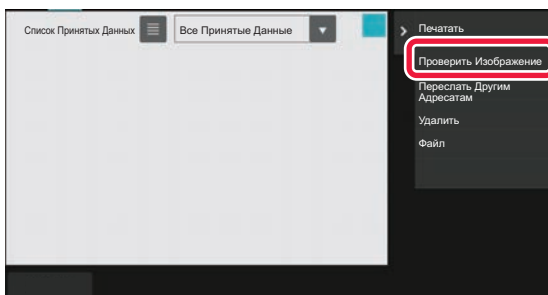 Список Принятых Данных
Все Принятые Данные
Печатать
Проверить Изображение
Переслать Другим
Адресатам
Удалить
Файл